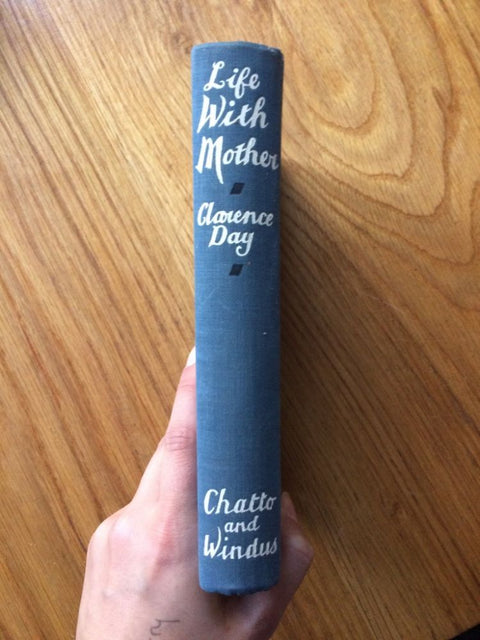 Life
With
Mother
Clarence
Day
Chatto
and
Windus